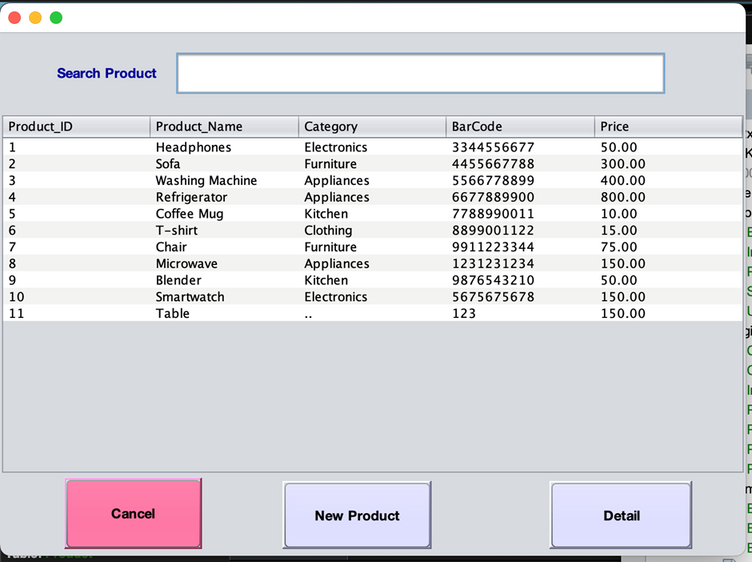 Search Product
Product_ID Product_Name Category BarCode Price
1 Headphones Electronics 3344556677 50.00
2 Sofa Furniture 4455667788 300.00
3 Washing Machine Appliances 5566778899 400.00
4 Refrigerator Appliances 6677889900 800.00
5 Coffee Mug Kitchen 7788990011 10.00
6 T-shirt Clothing 8899001122 15.00
7 Chair Furniture 9911223344 75.00
8 Microwave Appliances 1231231234 150.00
9 Blender Kitchen 9876543210 50.00
10 Smartwatch Electronics 5675675678 150.00
11 Table .. 123 150.00
Cancel New Product Detail